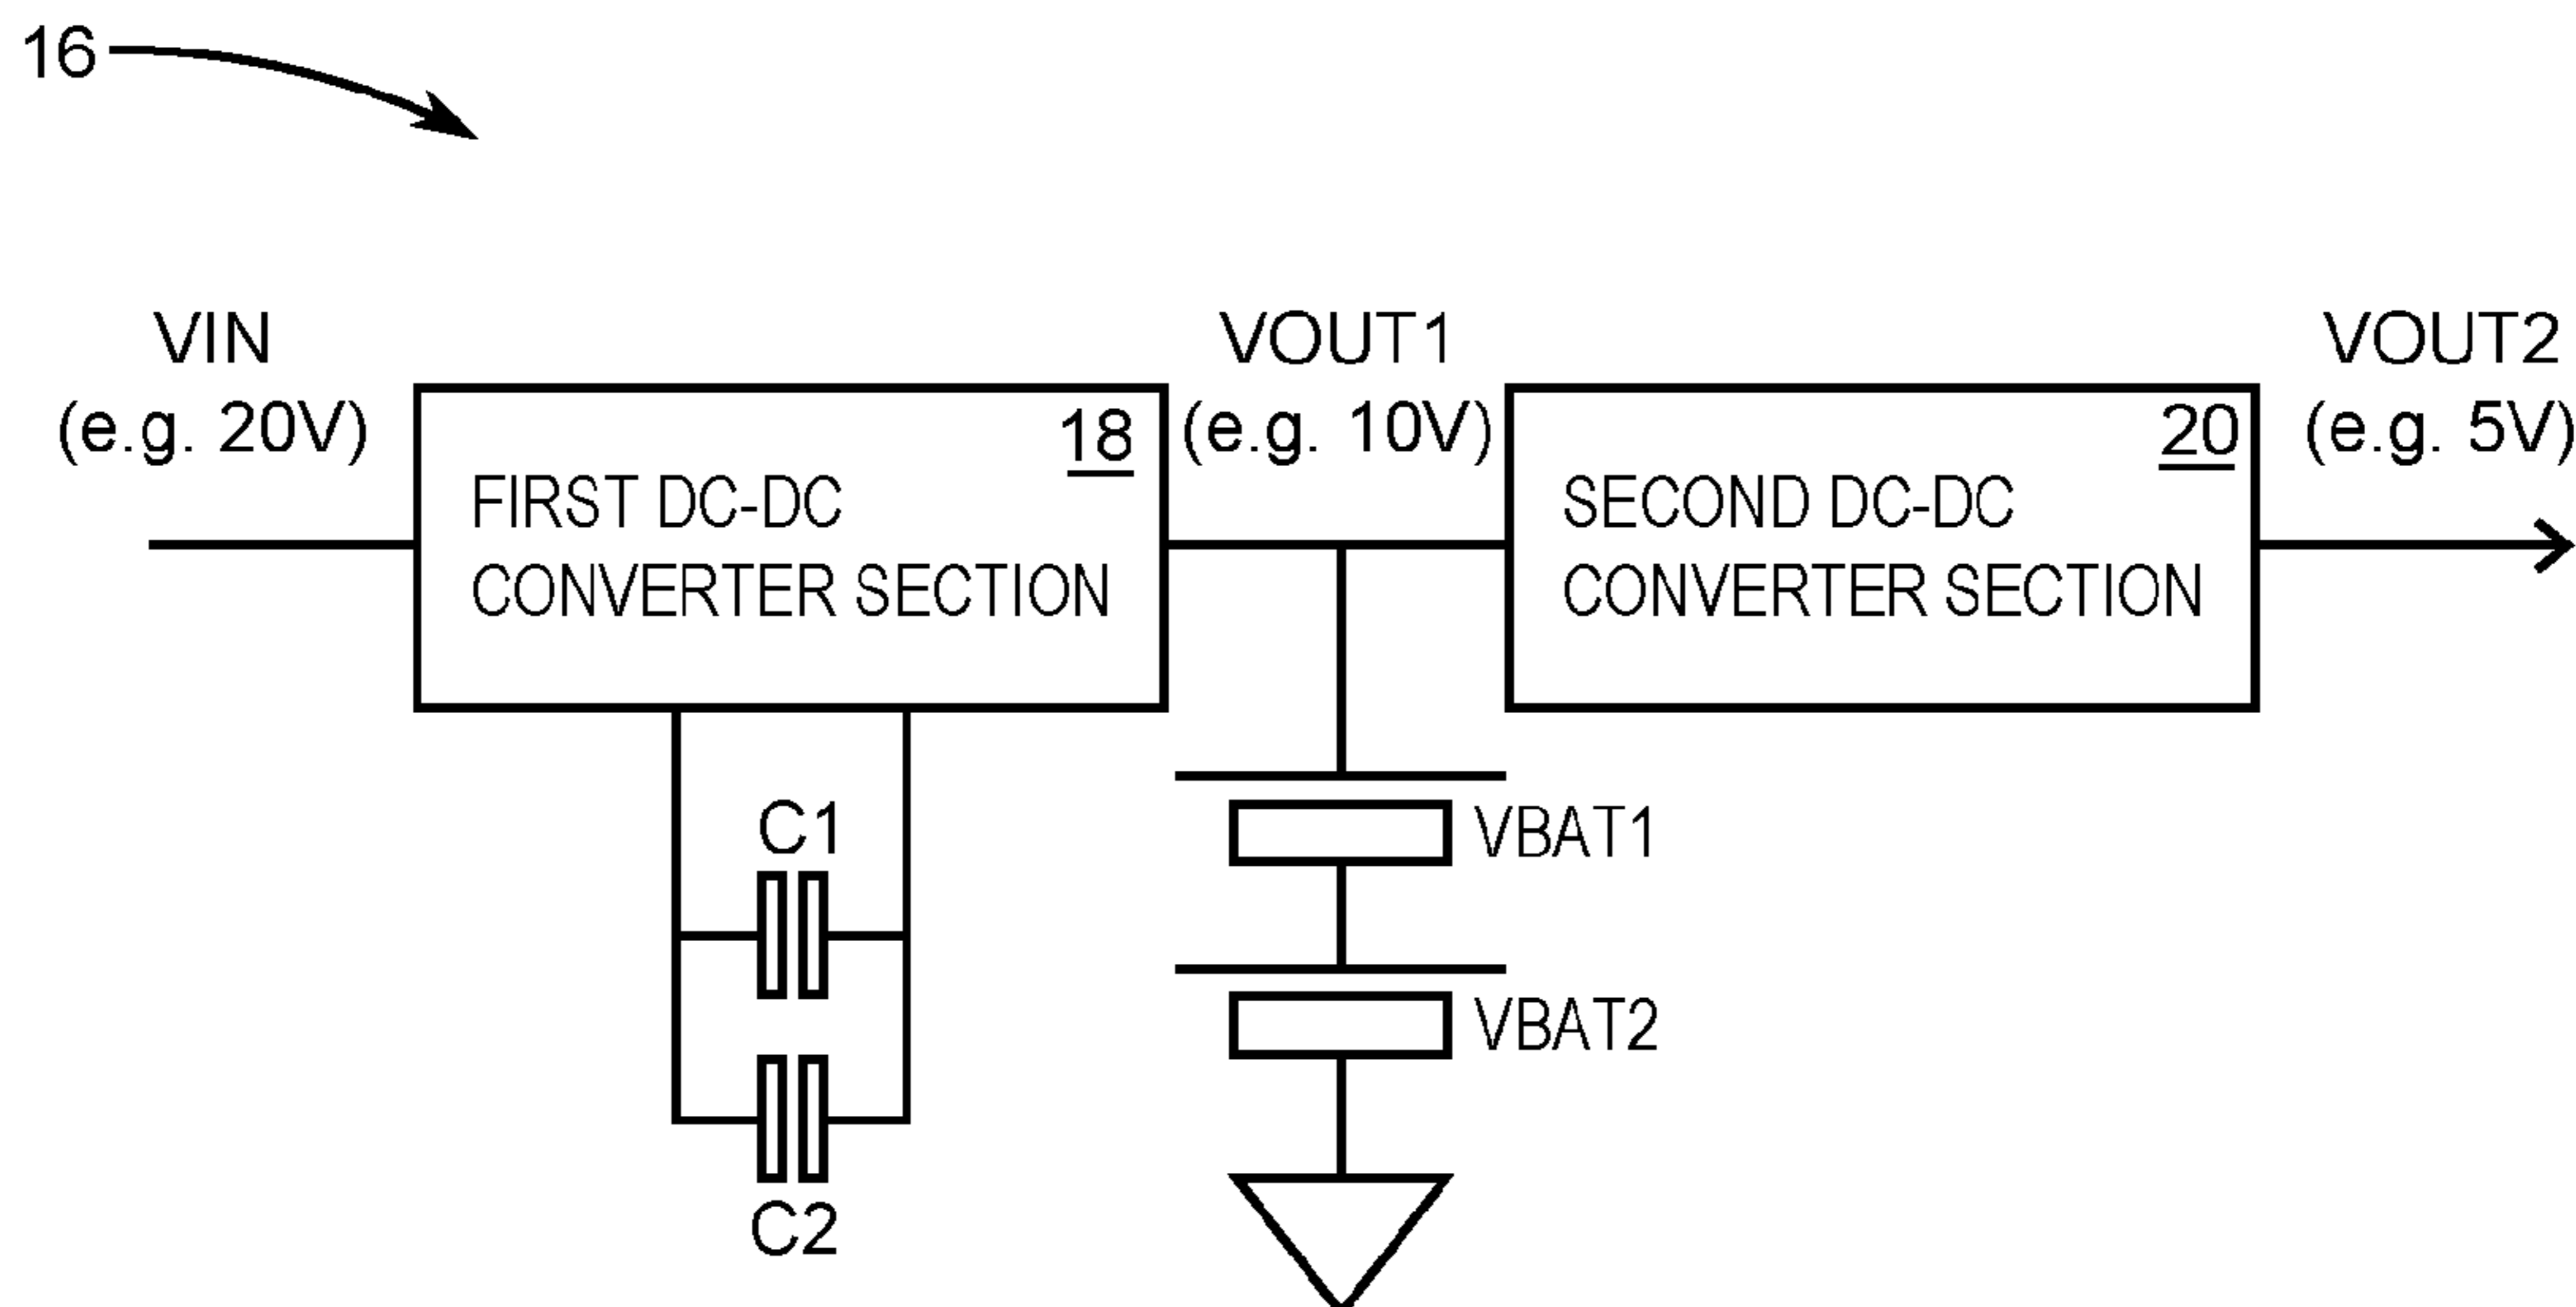 16
VIN
(e.g. 20V)
18
FIRST DC-DC
CONVERTER SECTION
VOUT1
(e.g. 10V)
20
SECOND DC-DC
CONVERTER SECTION
VOUT2
(e.g. 5V)
C1
C2
VBAT1
VBAT2